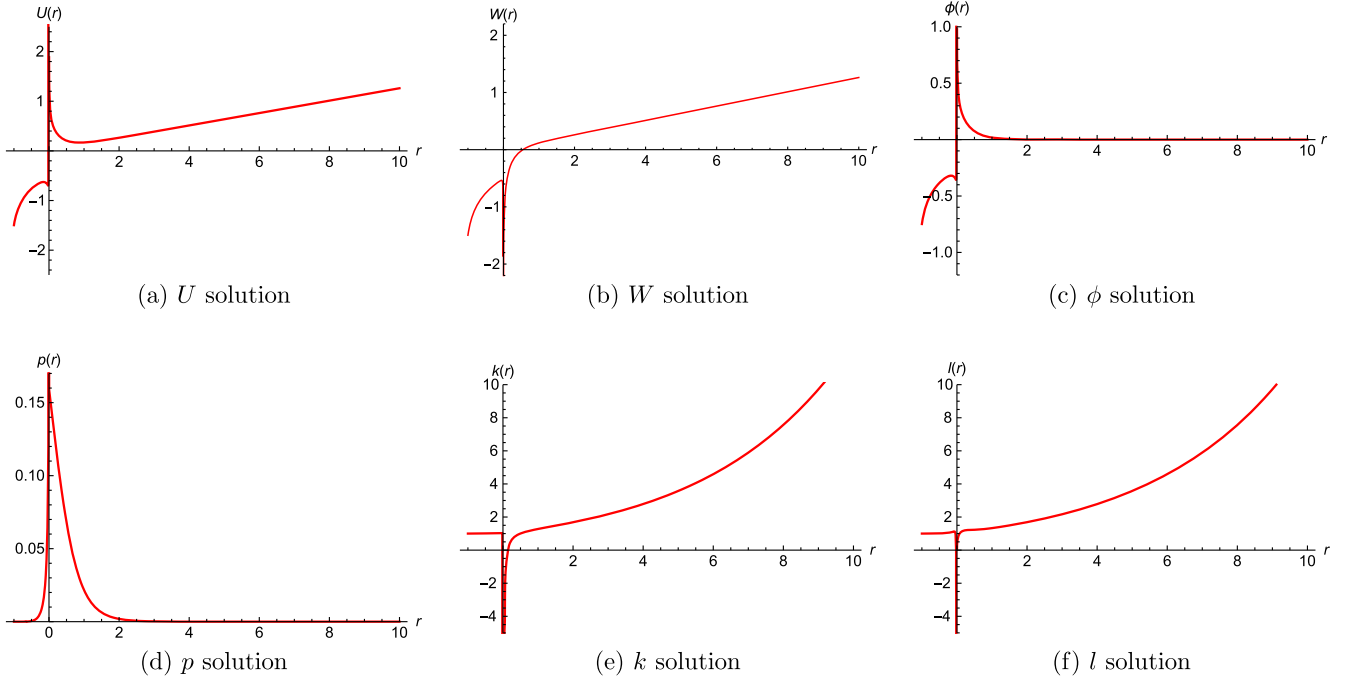 U(r)
2
1
-1
-2
2 4 6 8 10 r
(a) U solution
W(r)
2
1
-1
-2
2 4 6 8 10 r
(b) W solution
ϕ(r)
1.0
0.5
-0.5
-1.0
2 4 6 8 10 r
(c) ϕ solution
p(r)
0.15
0.10
0.05
0 2 4 6 8 10 r
(d) p solution
k(r)
10
8
6
4
2
-2
-4
2 4 6 8 10 r
(e) k solution
l(r)
10
8
6
4
2
-2
-4
2 4 6 8 10 r
(f) l solution